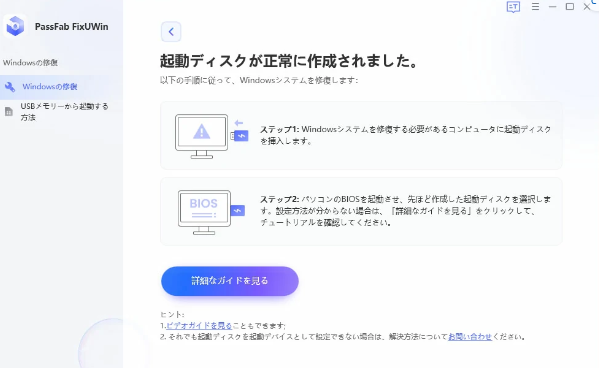 PassFab FixUWin
Windowsの修復
Windowsの修復
USBメモリーから起動する
方法
起動ディスクが正常に作成されました。
以下の手順に従って、Windowsシステムを修復します:
ステップ1: Windowsシステムを修復する必要があるコンピュータに起動ディスク
を挿入します。
BIOS
ステップ2: パソコンのBIOSを起動させ、先ほど作成した起動ディスクを選択しま
す。設定方法が分からない場合は、「詳細なガイドを見る」をクリックして、
チュートリアルを確認してください。
詳細なガイドを見る
ヒント:
1.ビデオガイドを見ることもできます;
2. それでも起動ディスクを起動デバイスとして設定できない場合は、解決方法についてお問い合わせください。